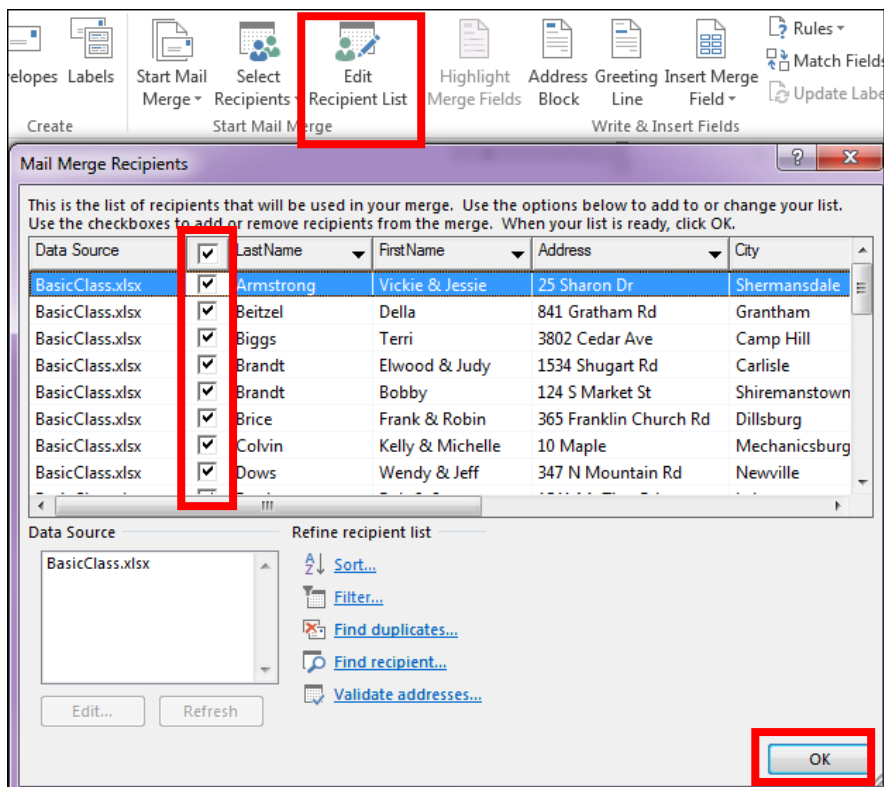 Rules
Match Fields
Update Labe
elopes Labels Start Mail Merge Select Recipients Edit Recipient List Highlight Merge Fields Address Block Greeting Line Insert Merge Field
Create Start Mail Merge Write & Insert Fields
Mail Merge Recipients
This is the list of recipients that will be used in your merge. Use the options below to add to or change your list.
Use the checkboxes to add or remove recipients from the merge. When your list is ready, click OK.
Data Source LastName FirstName Address City
BasicClass.xlsx Armstrong Vickie & Jessie 25 Sharon Dr Shermansdale
BasicClass.xlsx Beitzel Della 841 Gratham Rd Grantham
BasicClass.xlsx Biggs Terri 3802 Cedar Ave Camp Hill
BasicClass.xlsx Brandt Elwood & Judy 1534 Shugart Rd Carlisle
BasicClass.xlsx Brandt Bobby 124 S Market St Shiremanstown
BasicClass.xlsx Brice Frank & Robin 365 Franklin Church Rd Dillsburg
BasicClass.xlsx Colvin Kelly & Michelle 10 Maple Mechanicsburg
BasicClass.xlsx Dows Wendy & Jeff 347 N Mountain Rd Newville
Data Source Refine recipient list
BasicClass.xlsx
Sort...
Filter...
Find duplicates...
Find recipient...
Validate addresses...
Edit... Refresh
OK